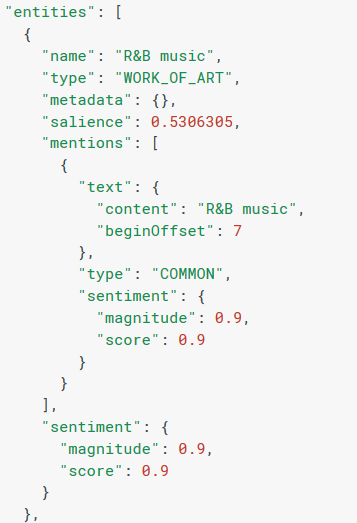 "entities": [
{
"name": "R&B music",
"type": "WORK_OF_ART",
"metadata": {},
"salience": 0.5306305,
"mentions": [
{
"text": {
"content": "R&B music",
"beginOffset": 7
},
"type": "COMMON",
"sentiment": {
"magnitude": 0.9,
"score": 0.9
}
}
],
"sentiment": {
"magnitude": 0.9,
"score": 0.9
}
},